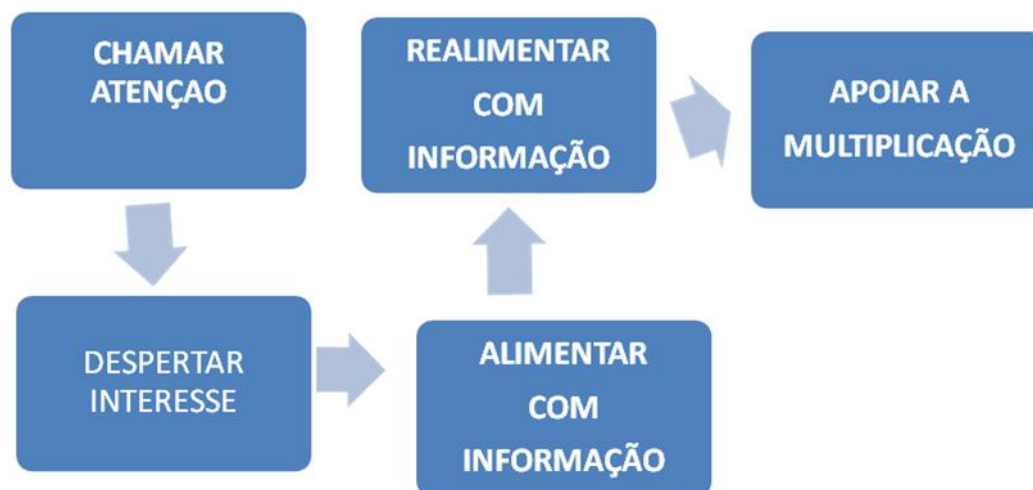 CHAMAR
ATENÇAO
DESPERTAR
INTERESSE
ALIMENTAR
COM
INFORMAÇÃO
REALIMENTAR
COM
INFORMAÇÃO
APOIAR A
MULTIPLICAÇÃO